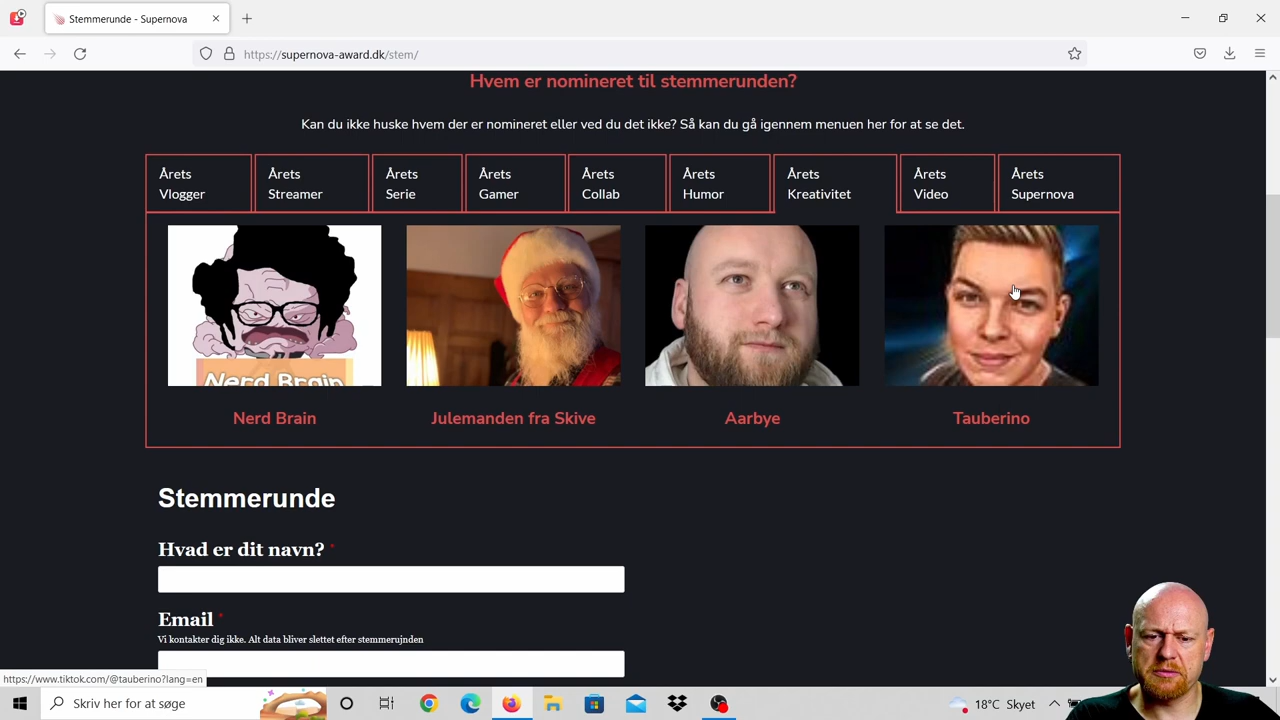 Stemmerunde - Supernova
https://supernova-award.dk/stem/
Hvem er nomineret til stemmerunden?
Kan du ikke huske hvem der er nomineret eller ved du det ikke? Så kan du gå igennem menuen her for at se det.
Årets Vlogger
Årets Streamer
Årets Serie
Årets Gamer
Årets Collab
Årets Humor
Årets Kreativitet
Årets Video
Årets Supernova
Nerd Brain
Nerd Brain
Julemanden fra Skive
Aarbye
Tauberino
Stemmerunde
Hvad er dit navn? *
Email *
Vi kontakter dig ikke. Alt data bliver slettet efter stemmerujnden
https://www.tiktok.com/@tauberino?lang=en
Skriv her for at søge
18°C Skyet